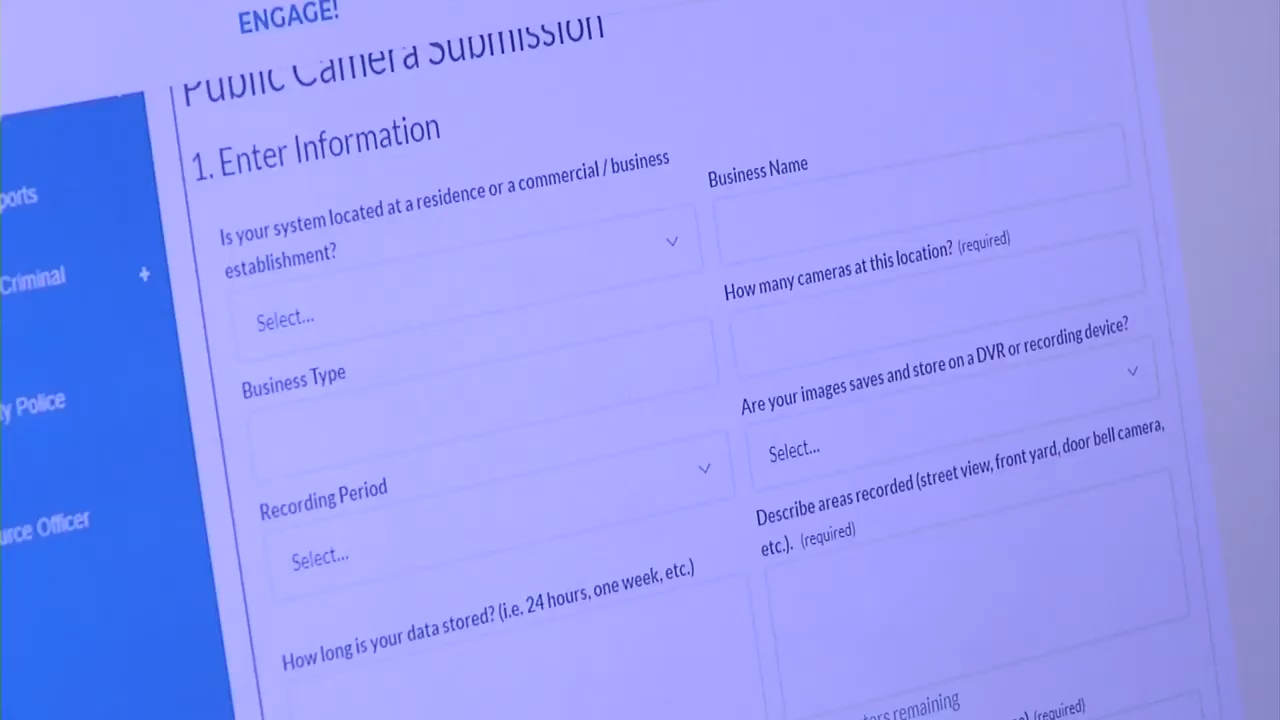 ENGAGE!
Public Camera Submission
1. Enter Information
Is your system located at a residence or a commercial / business
establishment?
Select...
Business Name
Business Type
How many cameras at this location? (required)
Recording Period
Select...
Are your images saves and store on a DVR or recording device?
Select...
How long is your data stored? (i.e. 24 hours, one week, etc.)
Describe areas recorded (street view, front yard, door bell camera,
etc.). (required)
remaining
(required)
Criminal +
Police
Officer